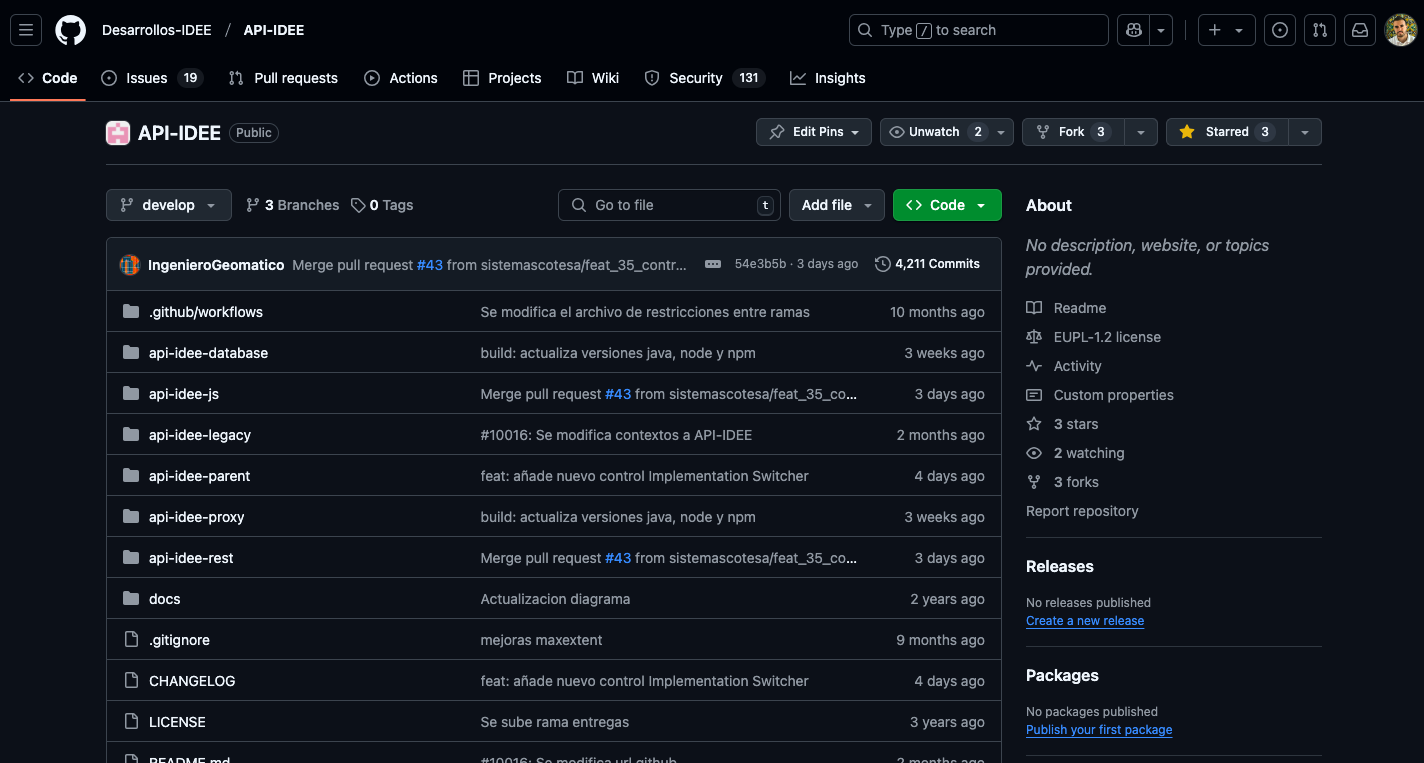 Desarrollos-IDEE / API-IDEE
Type / to search
Code
Issues 19
Pull requests
Actions
Projects
Wiki
Security 131
Insights
API-IDEE Public
Edit Pins
Unwatch 2
Fork 3
Starred 3
develop
3 Branches
0 Tags
Go to file t
Add file
Code
IngenieroGeomatico Merge pull request #43 from sistemascotesa/feat_35_contr... 54e3b5b · 3 days ago 4,211 Commits
.github/workflows Se modifica el archivo de restricciones entre ramas 10 months ago
api-idee-database build: actualiza versiones java, node y npm 3 weeks ago
api-idee-js Merge pull request #43 from sistemascotesa/feat_35_co... 3 days ago
api-idee-legacy #10016: Se modifica contextos a API-IDEE 2 months ago
api-idee-parent feat: añade nuevo control Implementation Switcher 4 days ago
api-idee-proxy build: actualiza versiones java, node y npm 3 weeks ago
api-idee-rest Merge pull request #43 from sistemascotesa/feat_35_co... 3 days ago
docs Actualizacion diagrama 2 years ago
.gitignore mejoras maxextent 9 months ago
CHANGELOG feat: añade nuevo control Implementation Switcher 4 days ago
LICENSE Se sube rama entregas 3 years ago
README.md #10016: Se modifica url github 2 months ago
About
No description, website, or topics
provided.
Readme
EUPL-1.2 license
Activity
Custom properties
3 stars
2 watching
3 forks
Report repository
Releases
No releases published
Create a new release
Packages
No packages published
Publish your first package